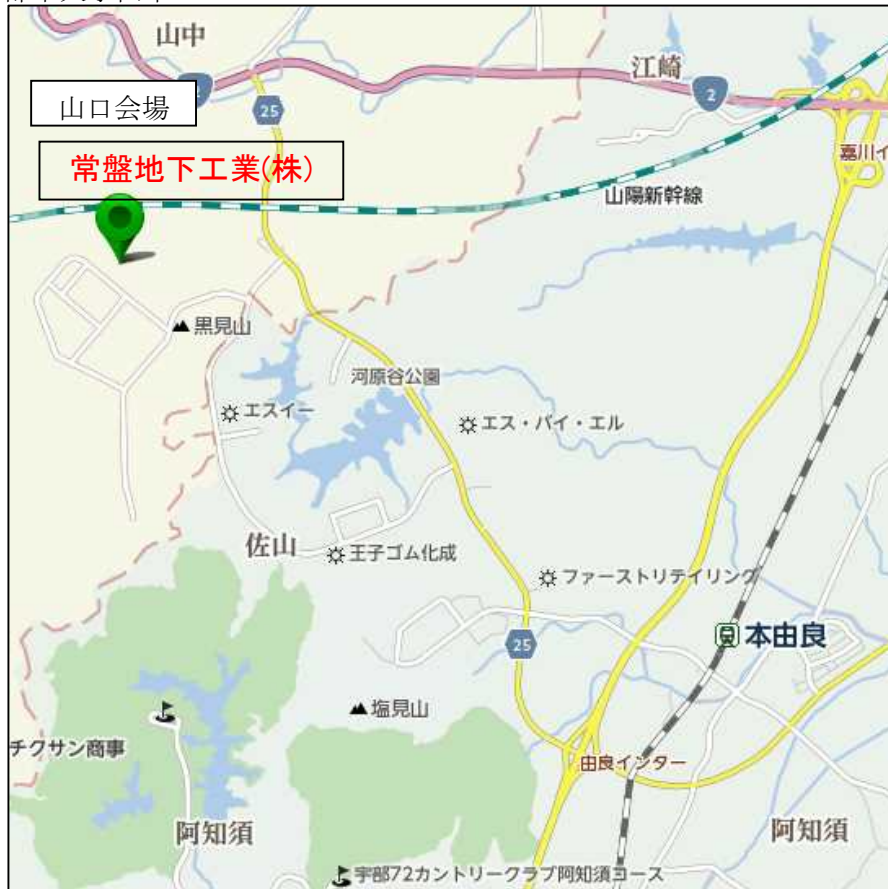 山中
江崎
2
山口会場
25
嘉川イ
常盤地下工業(株)
山陽新幹線
黒見山
河原谷公園
エスイー
エス・バイ・エル
佐山
王子ゴム化成
ファーストリテイリング
25
本由良
塩見山
チクサン商事
由良インター
阿知須
阿知須
宇部72カントリークラブ阿知須コース